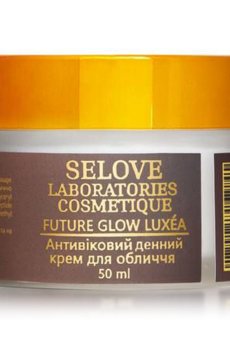 SELOVE
LABORATORIES
COSMETIQUE
FUTURE GLOW LUXÉA
Антивіковий денний
крем для обличчя
50 ml